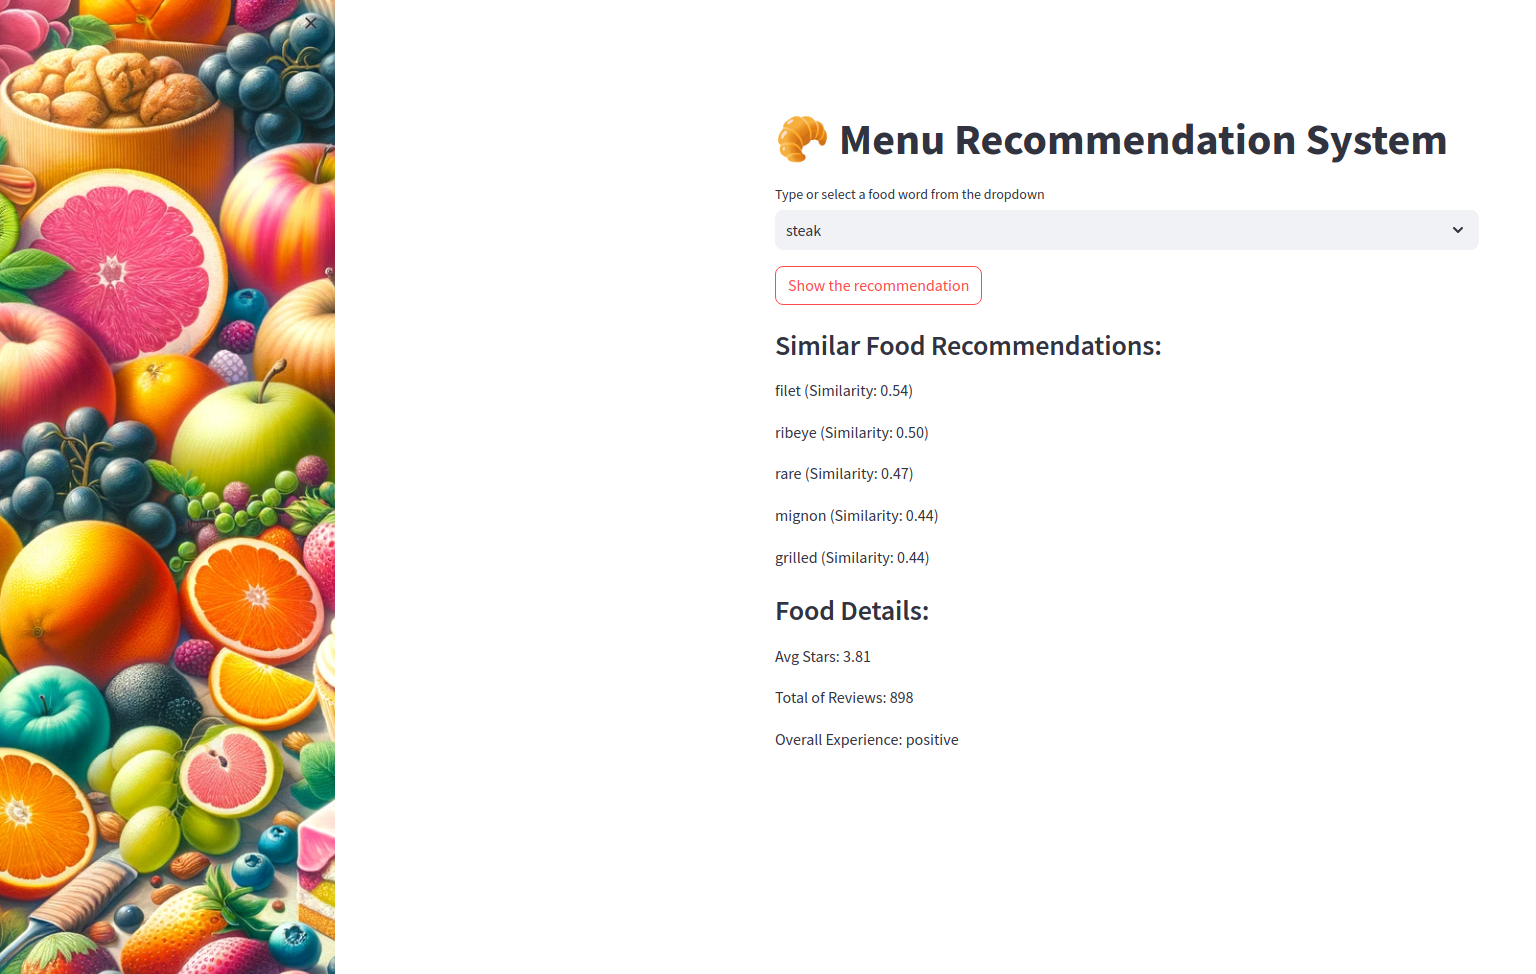 Menu Recommendation System
Type or select a food word from the dropdown
steak
Show the recommendation
Similar Food Recommendations:
filet (Similarity: 0.54)
ribeye (Similarity: 0.50)
rare (Similarity: 0.47)
mignon (Similarity: 0.44)
grilled (Similarity: 0.44)
Food Details:
Avg Stars: 3.81
Total of Reviews: 898
Overall Experience: positive